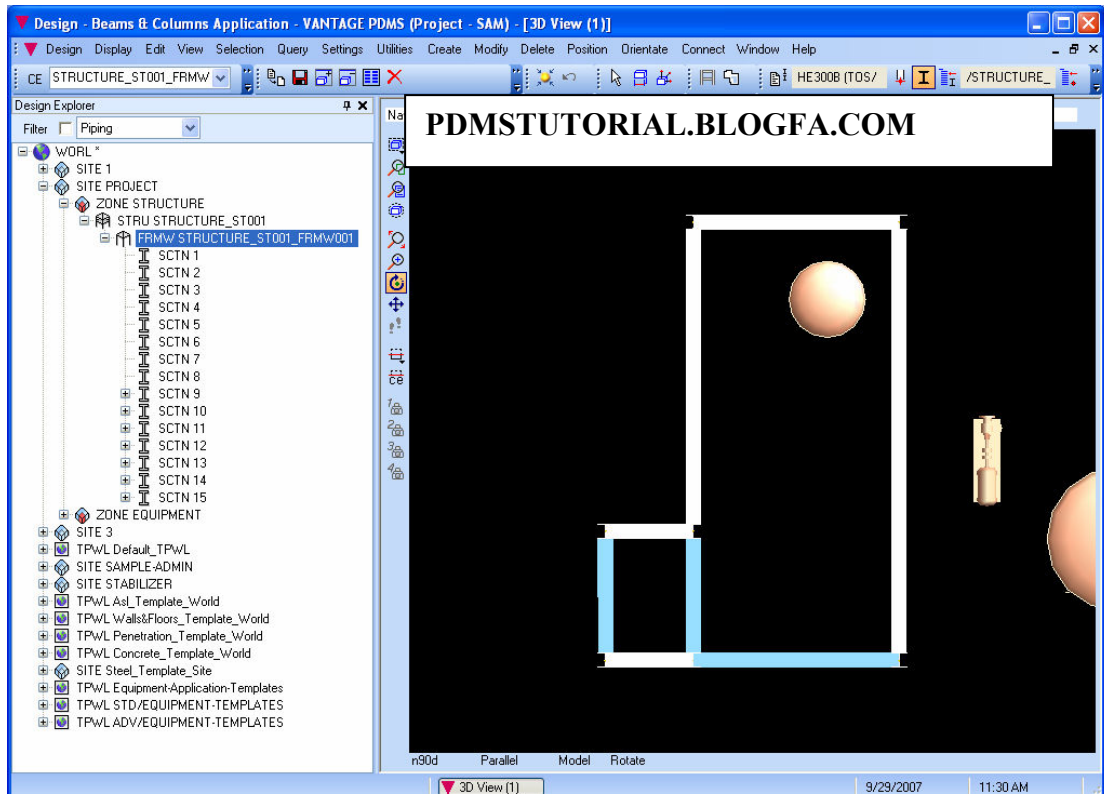 Design - Beams & Columns Application - VANTAGE PDMS (Project - SAM) - [3D View (1)]
Design Display Edit View Selection Query Settings Utilities Create Modify Delete Position Orientate Connect Window Help
CE STRUCTURE_ST001_FRMW HE300B (TOS/ /STRUCTURE_
Design Explorer
Filter Piping
PDMSTUTORIAL.BLOGFA.COM
WORL *
SITE 1
SITE PROJECT
ZONE STRUCTURE
STRU STRUCTURE_ST001
FRMW STRUCTURE_ST001_FRMW001
SCTN 1
SCTN 2
SCTN 3
SCTN 4
SCTN 5
SCTN 6
SCTN 7
SCTN 8
SCTN 9
SCTN 10
SCTN 11
SCTN 12
SCTN 13
SCTN 14
SCTN 15
ZONE EQUIPMENT
SITE 3
TPWL Default_TPWL
SITE SAMPLE-ADMIN
SITE STABILIZER
TPWL Asl_Template_World
TPWL Walls&Floors_Template_World
TPWL Penetration_Template_World
TPWL Concrete_Template_World
SITE Steel_Template_Site
TPWL Equipment-Application-Templates
TPWL STD/EQUIPMENT-TEMPLATES
TPWL ADV/EQUIPMENT-TEMPLATES
ce
1
2
3
4
n90d Parallel Model Rotate
3D View (1) 9/29/2007 11:30 AM